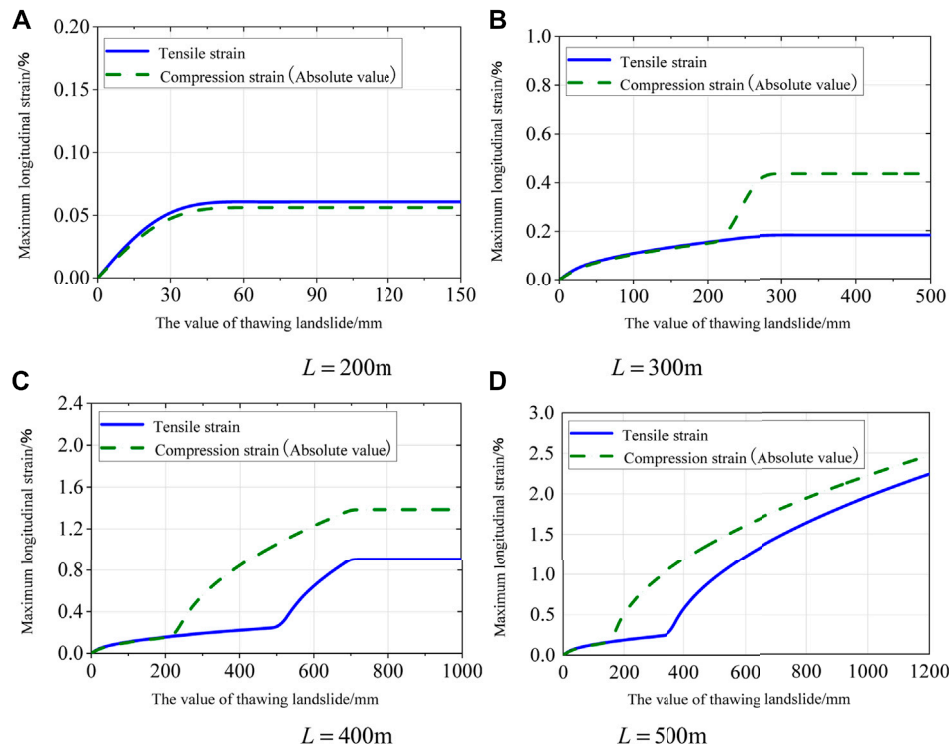 A
0.20
0.15
0.10
0.05
0.00
Maximum longitudinal strain/%
Tensile strain
Compression strain (Absolute value)
0 30 60 90 120 150
The value of thawing landslide/mm
L = 200m
B
1.0
0.8
0.6
0.4
0.2
0.0
Maximum longitudinal strain/%
Tensile strain
Compression strain (Absolute value)
0 100 200 300 400 500
The value of thawing landslide/mm
L = 300m
C
2.4
2.0
1.6
1.2
0.8
0.4
0.0
Maximum longitudinal strain/%
Tensile strain
Compression strain (Absolute value)
0 200 400 600 800 1000
The value of thawing landslide/mm
L = 400m
D
3.0
2.5
2.0
1.5
1.0
0.5
0.0
Maximum longitudinal strain/%
Tensile strain
Compression strain (Absolute value)
0 200 400 600 800 1000 1200
The value of thawing landslide/mm
L = 500m